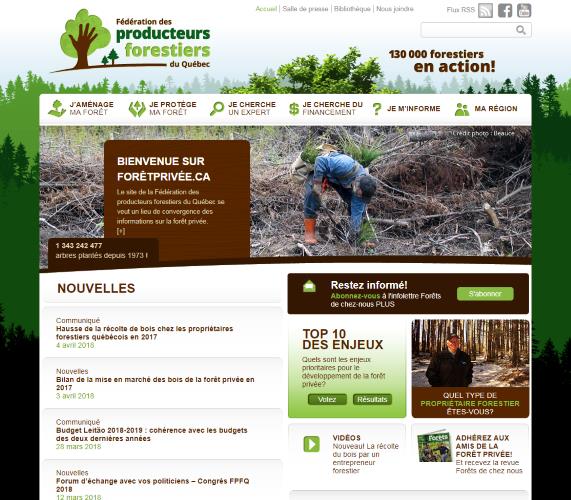 Accueil | Salle de presse | Bibliothèque | Nous joindre
Flux RSS
Fédération des
producteurs
forestiers
du Québec
130 000 forestiers
en action!
J'AMÉNAGE
MA FORÊT
JE PROTÈGE
MA FORÊT
JE CHERCHE
UN EXPERT
JE CHERCHE DU
FINANCEMENT
JE M'INFORME
MA RÉGION
Crédit photo : Beauce
BIENVENUE SUR
FORÊTPRIVÉE.CA
Le site de la Fédération des
producteurs forestiers du Québec se
veut un lieu de convergence des
informations sur la forêt privée.
[+]
1 343 242 477
arbres plantés depuis 1973 !
NOUVELLES
Communiqué
Hausse de la récolte de bois chez les propriétaires
forestiers québécois en 2017
4 avril 2018
Nouvelles
Bilan de la mise en marché des bois de la forêt privée en
2017
3 avril 2018
Communiqué
Budget Leitão 2018-2019 : cohérence avec les budgets
des deux dernières années
28 mars 2018
Nouvelles
Forum d'échange avec vos politiciens – Congrès FPFQ
2018
12 mars 2018
Restez informé!
Abonnez-vous à l'infolettre Forêts
de chez-nous PLUS
S'abonner
TOP 10
DES ENJEUX
Quels sont les enjeux
prioritaires pour le
développement de la forêt
privée?
Votez
Résultats
QUEL TYPE DE
PROPRIÉTAIRE FORESTIER
ÊTES-VOUS?
VIDÉOS
Nouveau! La récolte
du bois par un
entrepreneur
forestier
Forêts
ADHÉREZ AUX
AMIS DE LA
FORÊT PRIVÉE!
Et recevez la revue
Forêts de chez nous